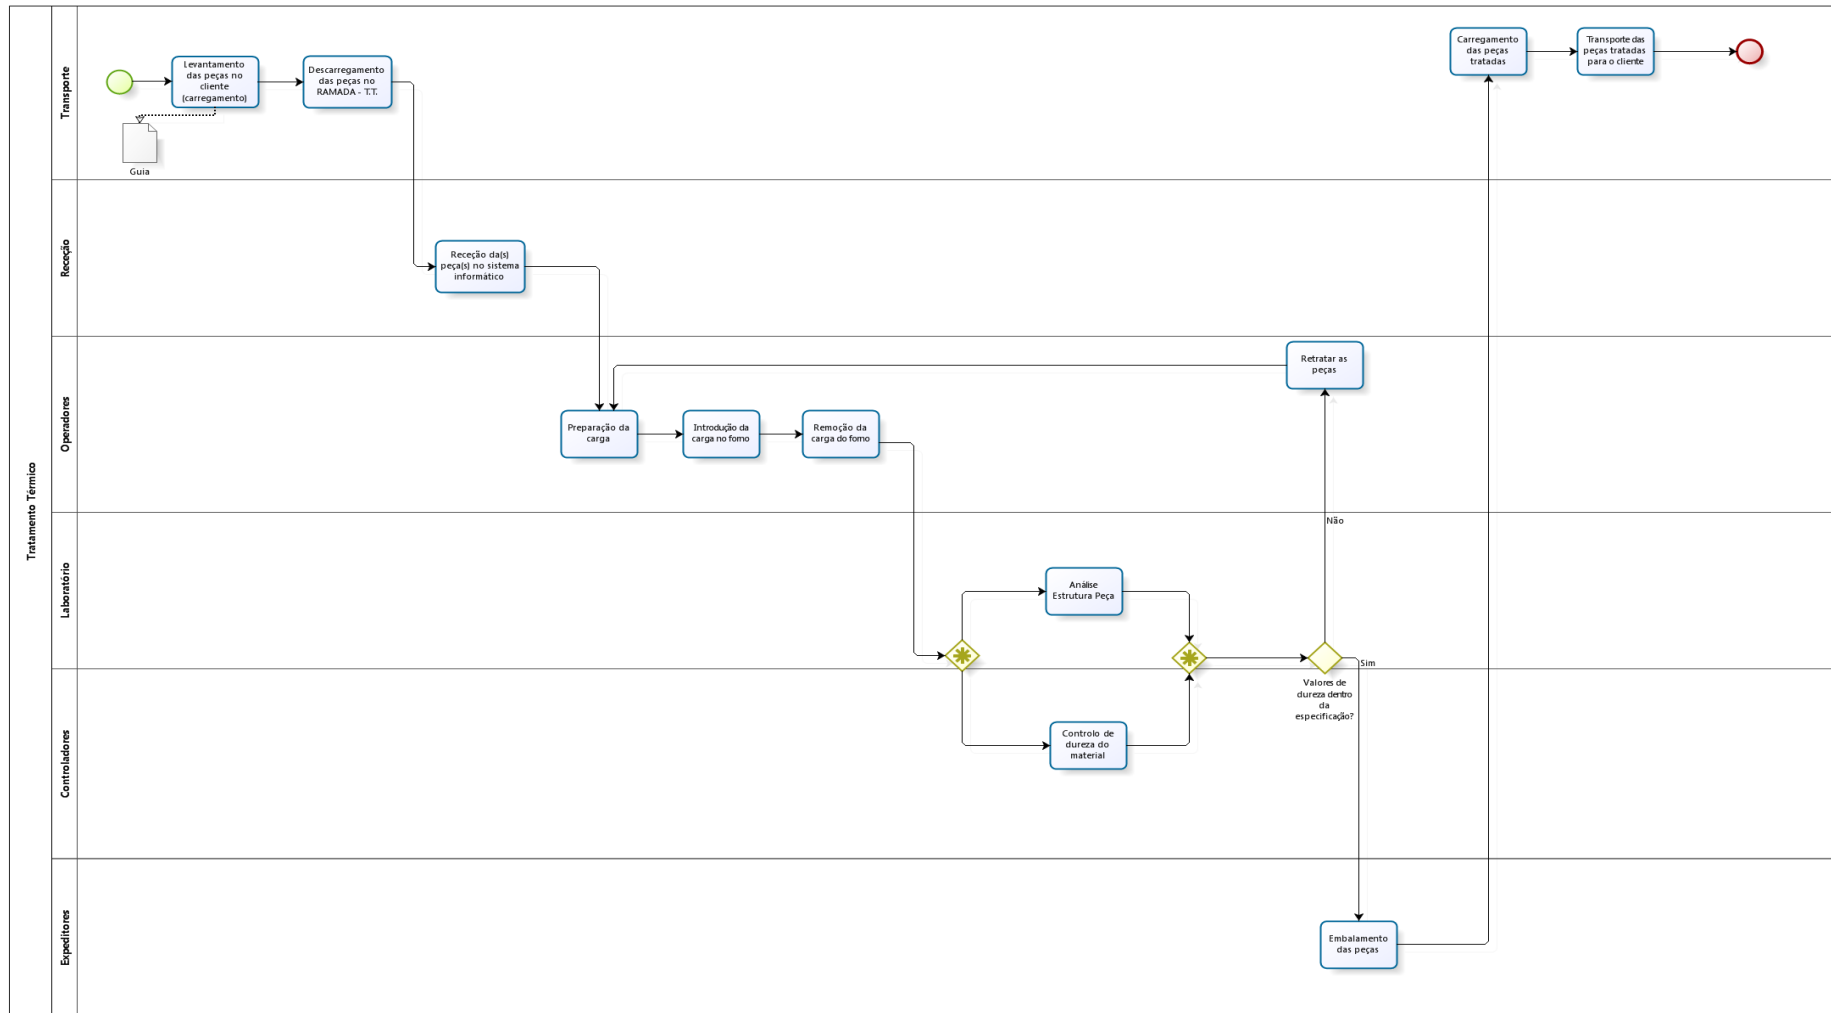 Tratamento Térmico
Transporte
Levantamento
das peças no
cliente
(carregamento)
Descarregamento
das peças no
RAMADA - T.T.
Guia
Carregamento
das peças
tratadas
Transporte das
peças tratadas
para o cliente
Receção
Receção da(s)
peça(s) no sistema
informático
Operadores
Preparação da
carga
Introdução da
carga no forno
Remoção da
carga do forno
Retratar as
peças
Não
Laboratório
Análise
Estrutura Peça
Sim
Valores de
dureza dentro
da
especificação?
Controladores
Controlo de
dureza do
material
Expeditores
Embalamento
das peças